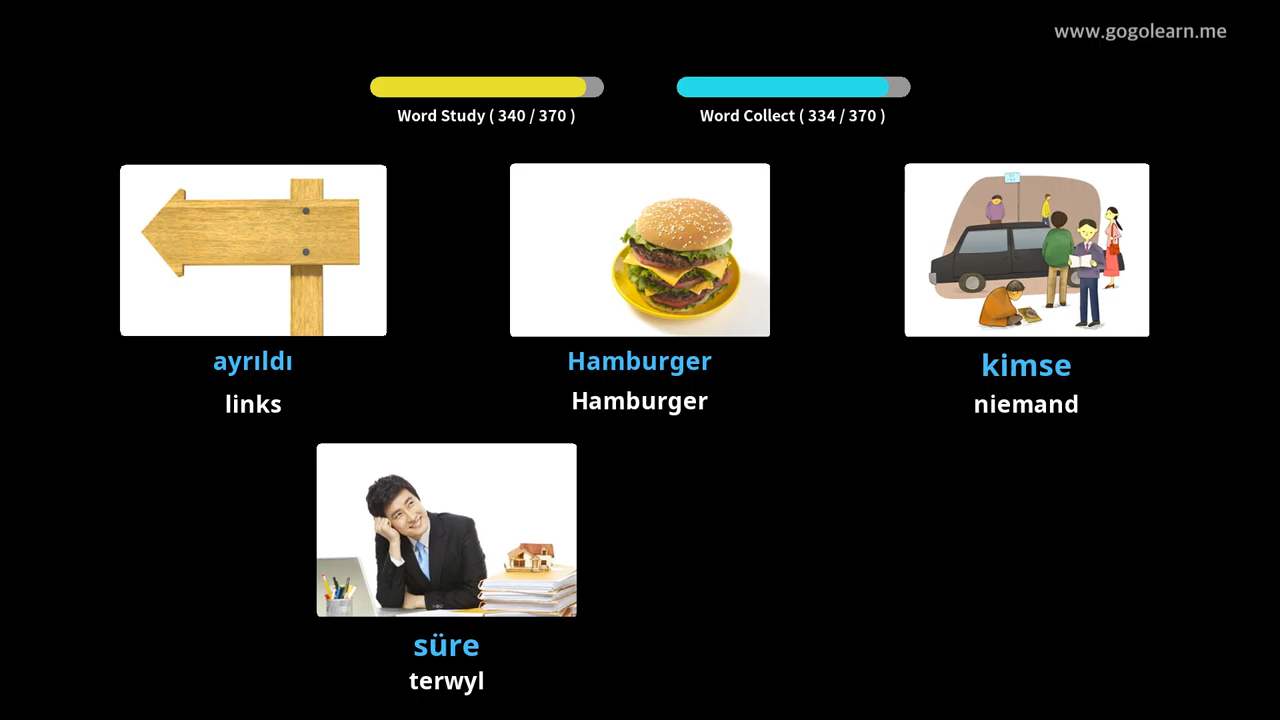 www.gogolearn.me
Word Study ( 340 / 370 )
Word Collect ( 334 / 370 )
ayrıldı
links
Hamburger
Hamburger
kimse
niemand
süre
terwyl